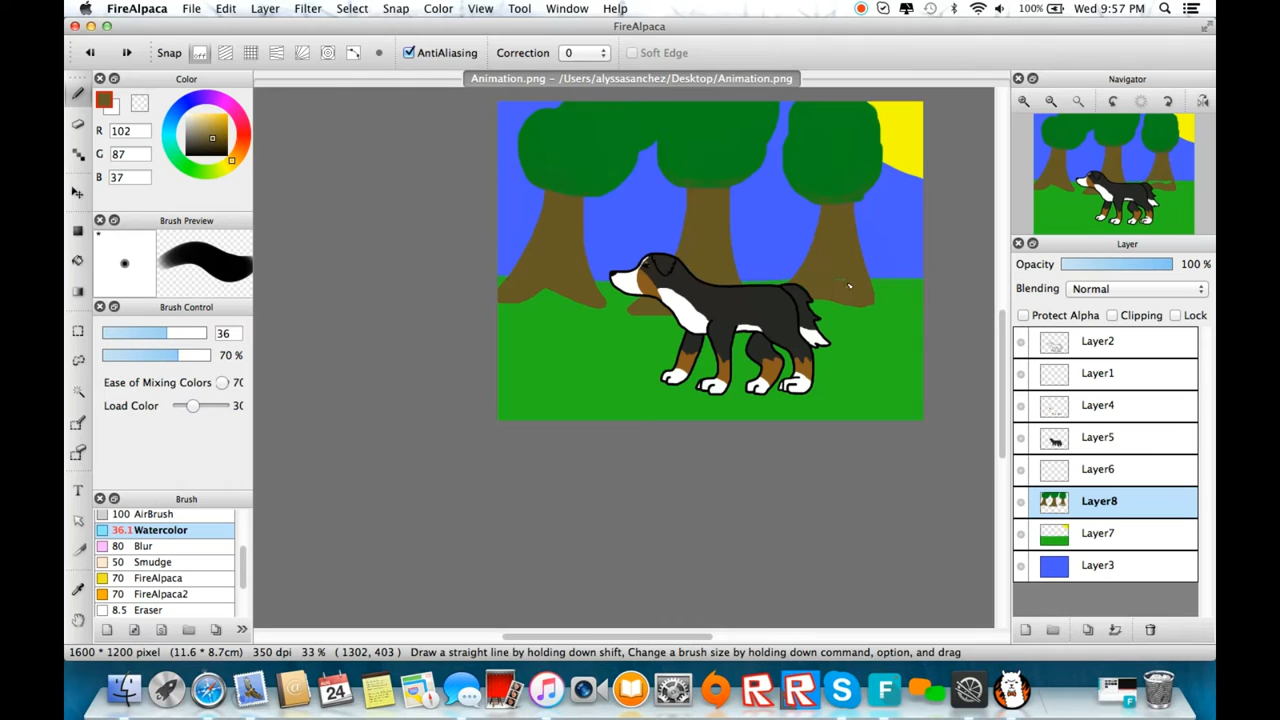 FireAlpaca File Edit Layer Filter Select Snap Color View Tool Window Help 100% Wed 9:57 PM
FireAlpaca
Snap off AntiAliasing Correction 0 Soft Edge
Animation.png – /Users/alyssasanchez/Desktop/Animation.png
Color
R 102
G 87
B 37
Brush Preview
Brush Control
36
70 %
Ease of Mixing Colors 70
Load Color 30
Brush
100 AirBrush
36.1 Watercolor
80 Blur
50 Smudge
70 FireAlpaca
70 FireAlpaca2
8.5 Eraser
Navigator
Layer
Opacity 100 %
Blending Normal
Protect Alpha Clipping Lock
Layer2
Layer1
Layer4
Layer5
Layer6
Layer8
Layer7
Layer3
1600 * 1200 pixel (11.6 * 8.7cm) 350 dpi 33 % ( 1302, 403 ) Draw a straight line by holding down shift, Change a brush size by holding down command, option, and drag
24
F
F